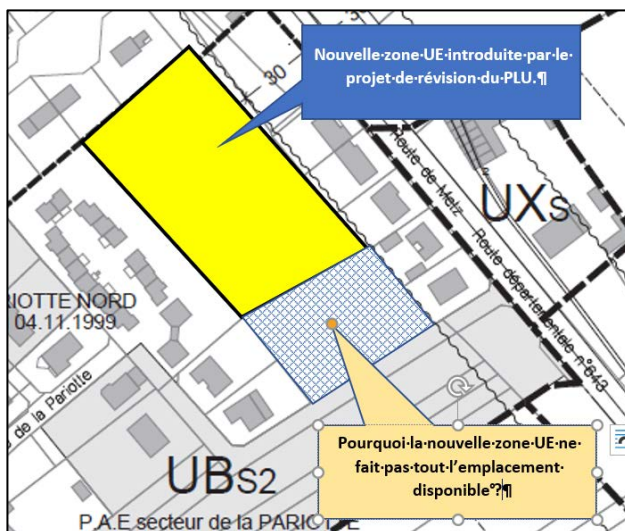 Nouvelle·zone·UE·introduite·par·le·
projet·de·révision·du·PLU.¶
30
Route de Metz
Route départementale n°643
UXs
RIOTTE NORD
04.11.1999
de la Pariotte
UBs2
P.A.E secteur de la
Pourquoi·la·nouvelle·zone·UE·ne·
fait·pas·tout·l’emplacement·
disponible°?¶